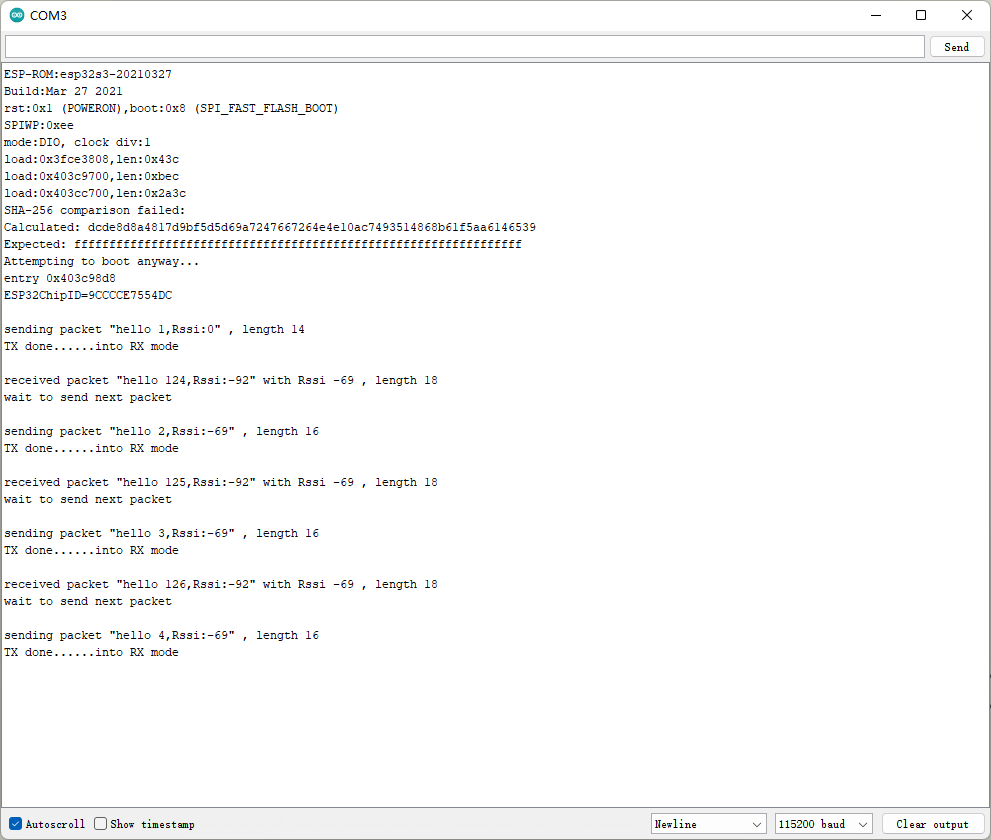 COM3
Send
ESP-ROM:esp32s3-20210327
Build:Mar 27 2021
rst:0x1 (POWERON),boot:0x8 (SPI_FAST_FLASH_BOOT)
SPIWP:0xee
mode:DIO, clock div:1
load:0x3fce3808,len:0x43c
load:0x403c9700,len:0xbec
load:0x403cc700,len:0x2a3c
SHA-256 comparison failed:
Calculated: dcde8d8a4817d9bf5d5d69a7247667264e4e10ac7493514868b61f5aa6146539
Expected: ffffffffffffffffffffffffffffffffffffffffffffffffffffffffffffffff
Attempting to boot anyway...
entry 0x403c98d8
ESP32ChipID=9CCCCE7554DC
sending packet "hello 1,Rssi:0" , length 14
TX done......into RX mode
received packet "hello 124,Rssi:-92" with Rssi -69 , length 18
wait to send next packet
sending packet "hello 2,Rssi:-69" , length 16
TX done......into RX mode
received packet "hello 125,Rssi:-92" with Rssi -69 , length 18
wait to send next packet
sending packet "hello 3,Rssi:-69" , length 16
TX done......into RX mode
received packet "hello 126,Rssi:-92" with Rssi -69 , length 18
wait to send next packet
sending packet "hello 4,Rssi:-69" , length 16
TX done......into RX mode
Autoscroll Show timestamp Newline 115200 baud Clear output